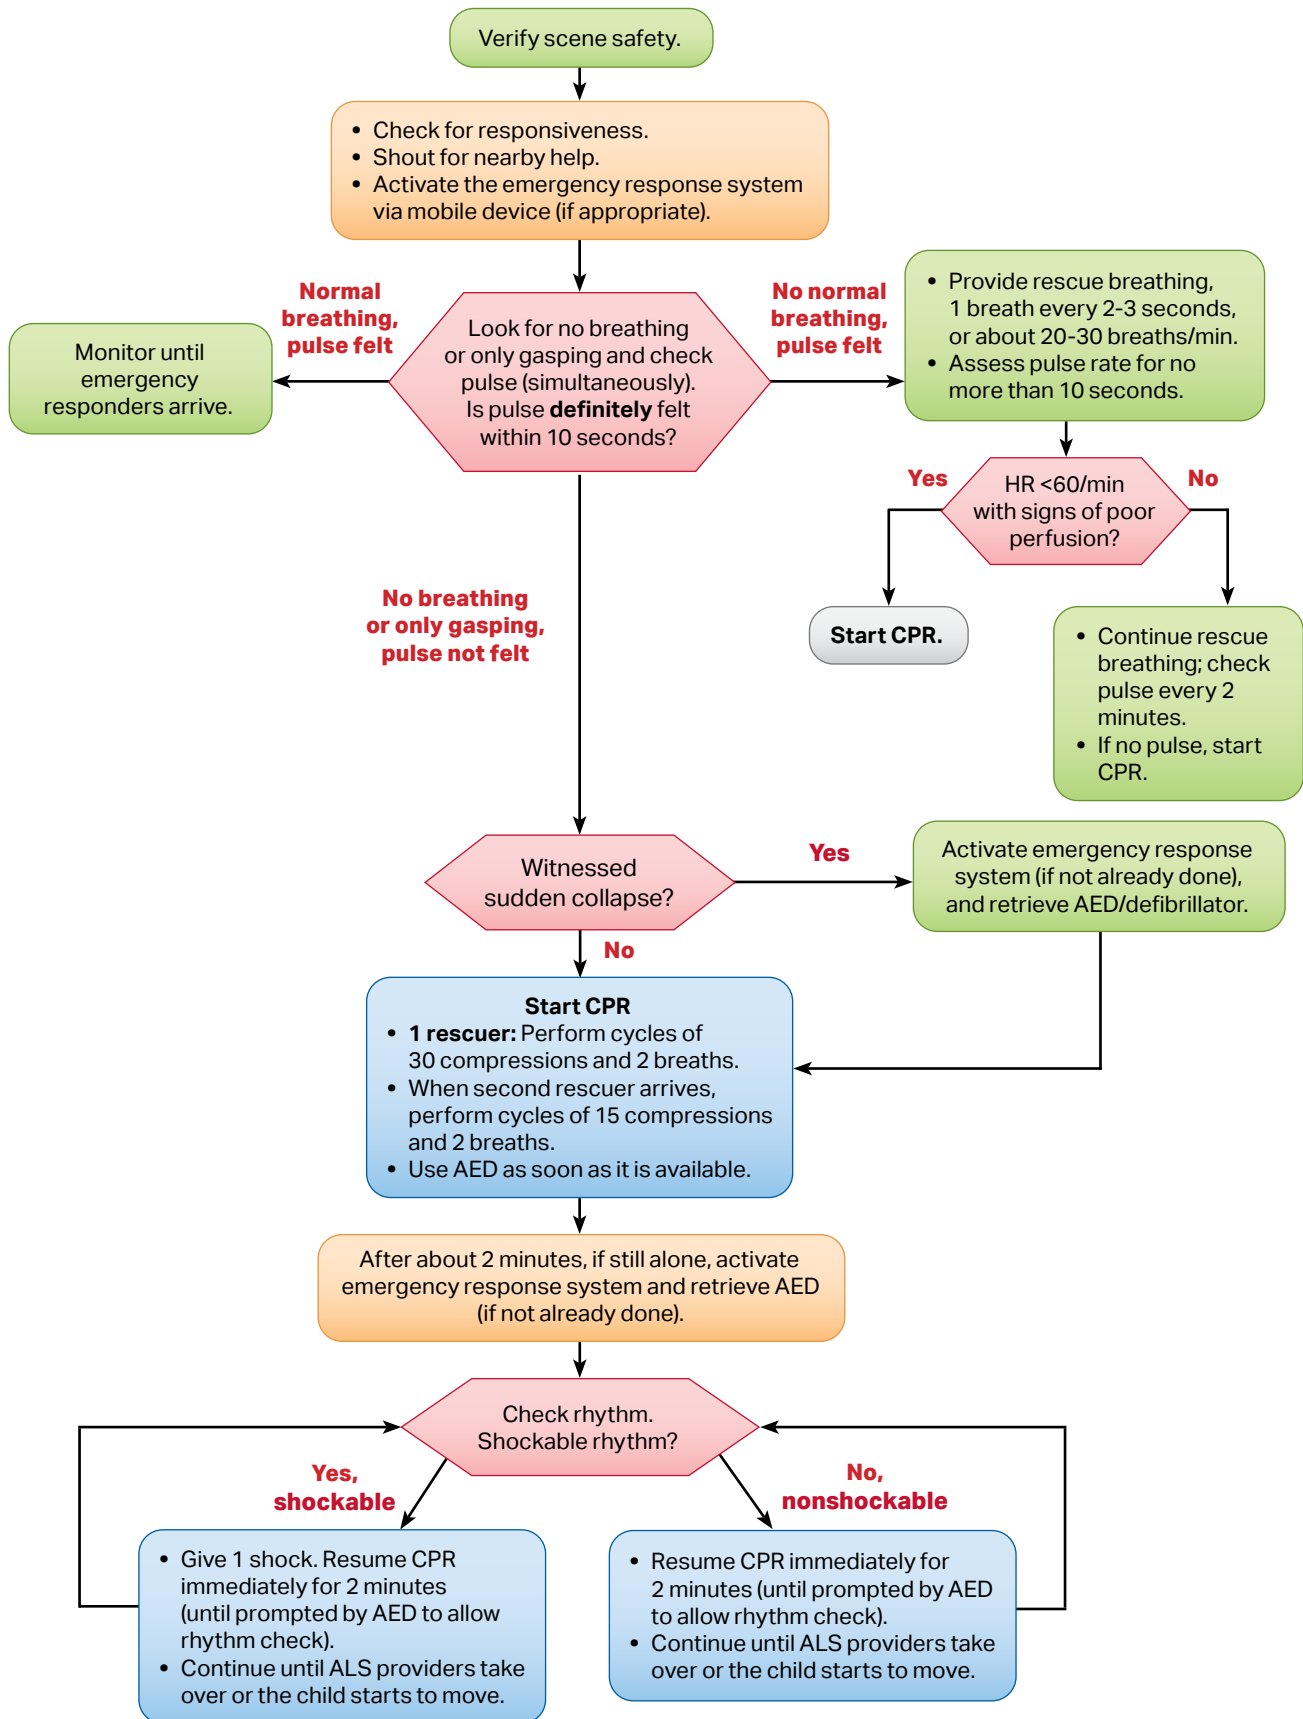 Verify scene safety.
• Check for responsiveness.
• Shout for nearby help.
• Activate the emergency response system
via mobile device (if appropriate).
Normal
breathing,
pulse felt
Look for no breathing
or only gasping and check
pulse (simultaneously).
Is pulse definitely felt
within 10 seconds?
No normal
breathing,
pulse felt
Monitor until
emergency
responders arrive.
• Provide rescue breathing,
1 breath every 2-3 seconds,
or about 20-30 breaths/min.
• Assess pulse rate for no
more than 10 seconds.
Yes
HR <60/min
with signs of poor
perfusion?
No
Start CPR.
• Continue rescue
breathing; check
pulse every 2
minutes.
• If no pulse, start
CPR.
No breathing
or only gasping,
pulse not felt
Witnessed
sudden collapse?
Yes
Activate emergency response
system (if not already done),
and retrieve AED/defibrillator.
No
Start CPR
• 1 rescuer: Perform cycles of
30 compressions and 2 breaths.
• When second rescuer arrives,
perform cycles of 15 compressions
and 2 breaths.
• Use AED as soon as it is available.
After about 2 minutes, if still alone, activate
emergency response system and retrieve AED
(if not already done).
Check rhythm.
Shockable rhythm?
Yes,
shockable
No,
nonshockable
• Give 1 shock. Resume CPR
immediately for 2 minutes
(until prompted by AED to allow
rhythm check).
• Continue until ALS providers take
over or the child starts to move.
• Resume CPR immediately for
2 minutes (until prompted by AED
to allow rhythm check).
• Continue until ALS providers take
over or the child starts to move.